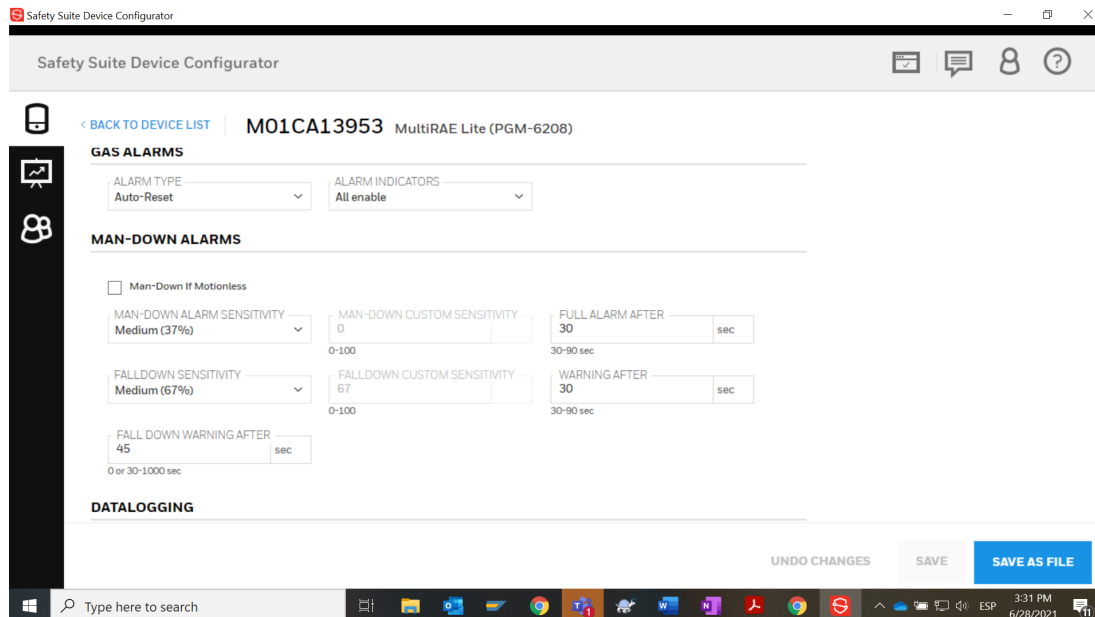 Safety Suite Device Configurator
Safety Suite Device Configurator
< BACK TO DEVICE LIST M01CA13953 MultiRAE Lite (PGM-6208)
GAS ALARMS
ALARM TYPE ALARM INDICATORS
Auto-Reset All enable
MAN-DOWN ALARMS
Man-Down If Motionless
MAN-DOWN ALARM SENSITIVITY MAN-DOWN CUSTOM SENSITIVITY FULL ALARM AFTER
Medium (37%) 0 30 sec
0-100 30-90 sec
FALLDOWN SENSITIVITY FALLDOWN CUSTOM SENSITIVITY WARNING AFTER
Medium (67%) 67 30 sec
0-100 30-90 sec
FALL DOWN WARNING AFTER
45 sec
0 or 30-1000 sec
DATALOGGING
UNDO CHANGES SAVE SAVE AS FILE
Type here to search ESP 3:31 PM
6/28/2021 11